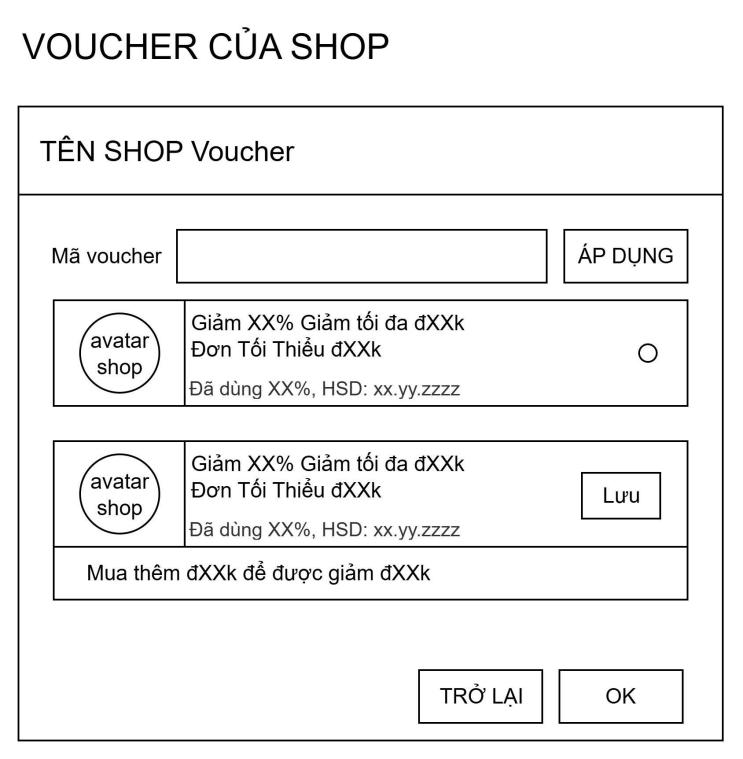 VOUCHER CỦA SHOP
TÊN SHOP Voucher
Mã voucher
ÁP DỤNG
avatar
shop
Giảm XX% Giảm tối đa đXXk
Đơn Tối Thiểu đXXk
Đã dùng XX%, HSD: xx.yy.zzzz
avatar
shop
Giảm XX% Giảm tối đa đXXk
Đơn Tối Thiểu đXXk
Đã dùng XX%, HSD: xx.yy.zzzz
Lưu
Mua thêm đXXk để được giảm đXXk
TRỞ LẠI
OK